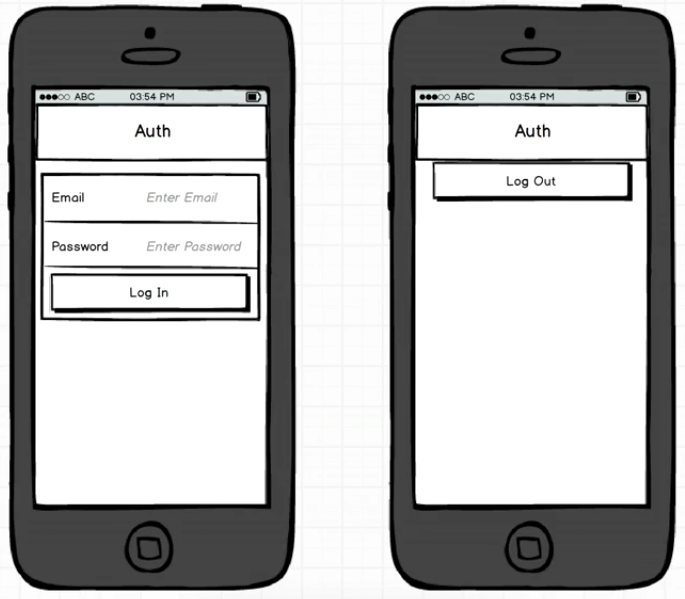 ABC 03:54 PM
Auth
Email Enter Email
Password Enter Password
Log In
ABC 03:54 PM
Auth
Log Out